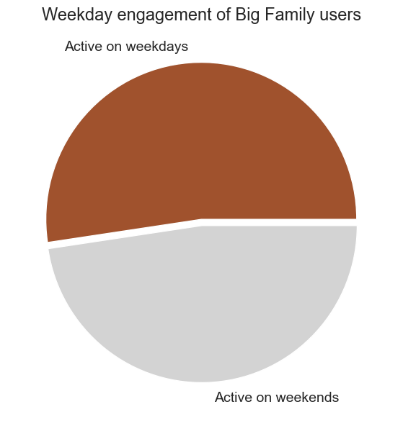 Weekday engagement of Big Family users
Active on weekdays
Active on weekends